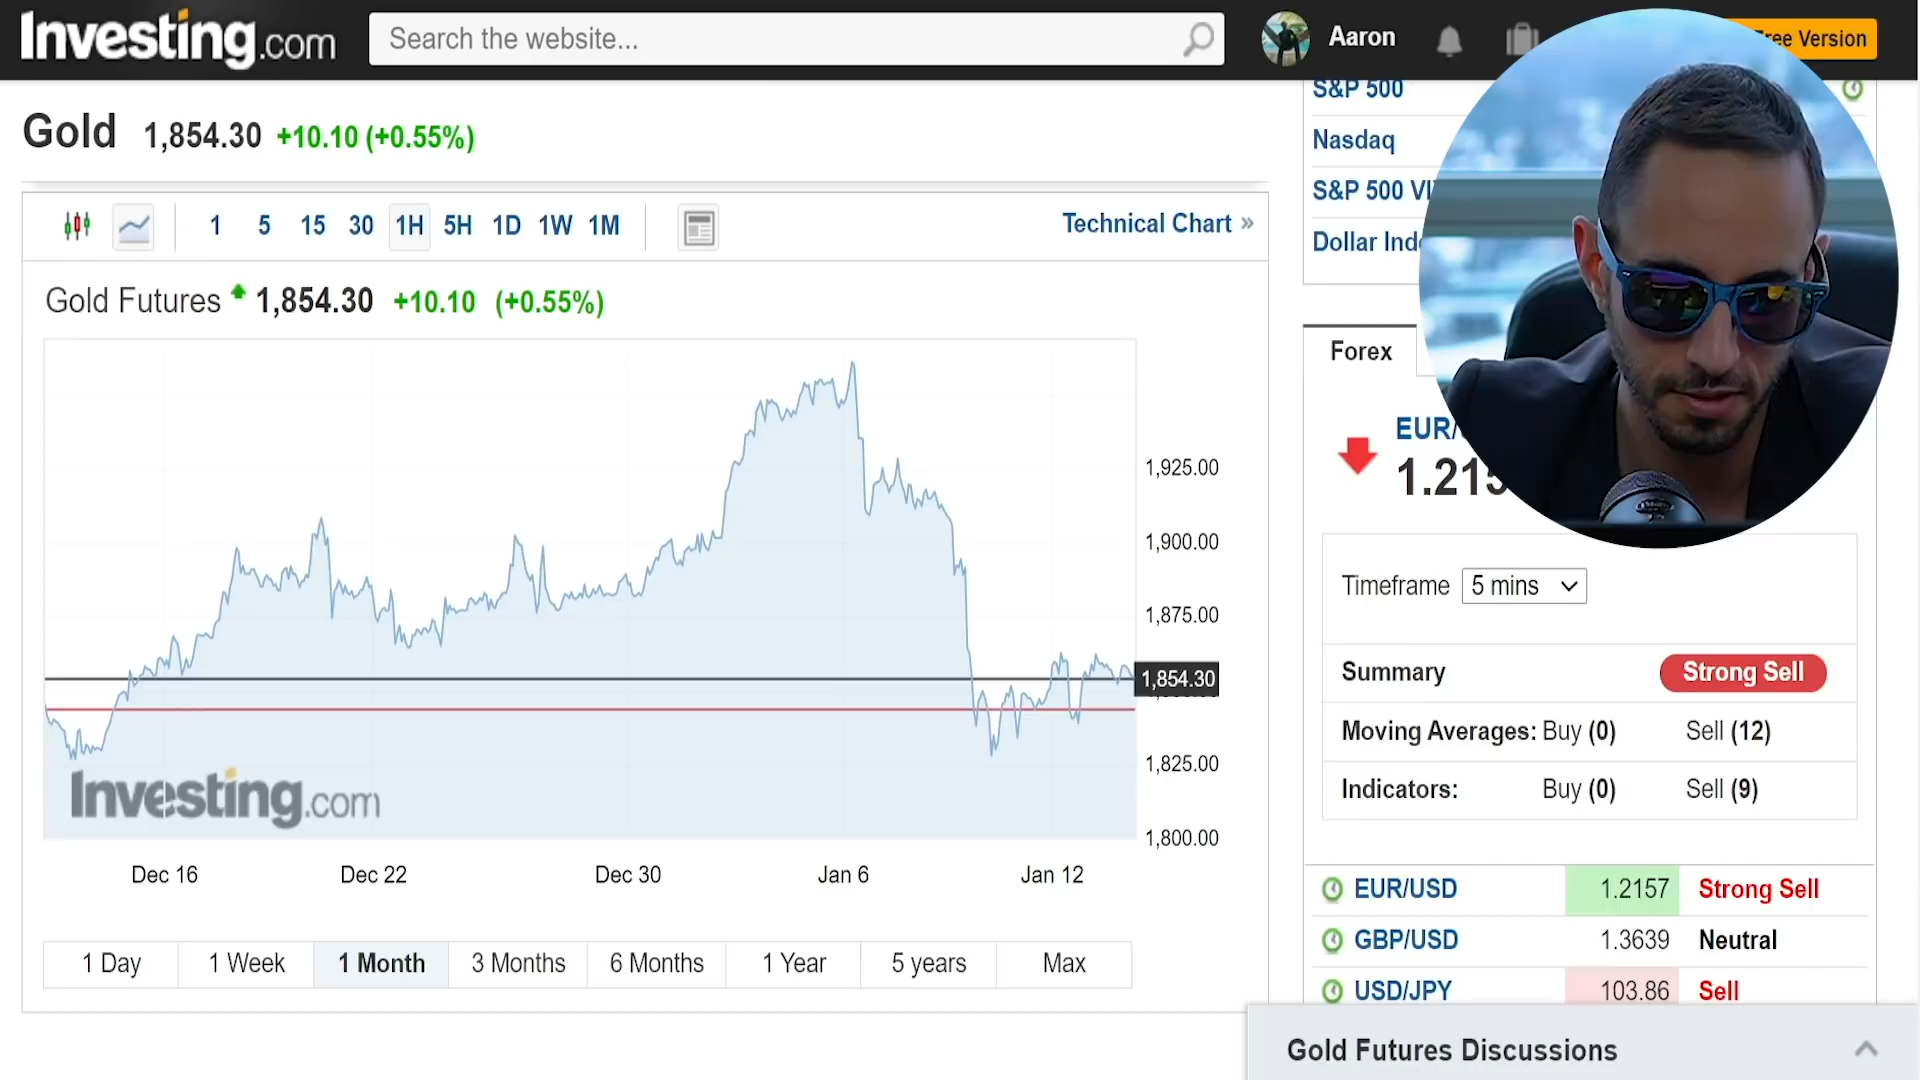 Investing.com
Search the website...
Aaron
Free Version
Gold 1,854.30 +10.10 (+0.55%)
1 5 15 30 1H 5H 1D 1W 1M
Technical Chart »
Gold Futures 1,854.30 +10.10 (+0.55%)
1,925.00
1,900.00
1,875.00
1,854.30
1,825.00
1,800.00
Investing.com
Dec 16 Dec 22 Dec 30 Jan 6 Jan 12
1 Day 1 Week 1 Month 3 Months 6 Months 1 Year 5 years Max
S&P 500
Nasdaq
S&P 500
Dollar
Forex
EUR/
1.215
Timeframe 5 mins
Summary Strong Sell
Moving Averages: Buy (0) Sell (12)
Indicators: Buy (0) Sell (9)
EUR/USD 1.2157 Strong Sell
GBP/USD 1.3639 Neutral
USD/JPY 103.86 Sell
Gold Futures Discussions